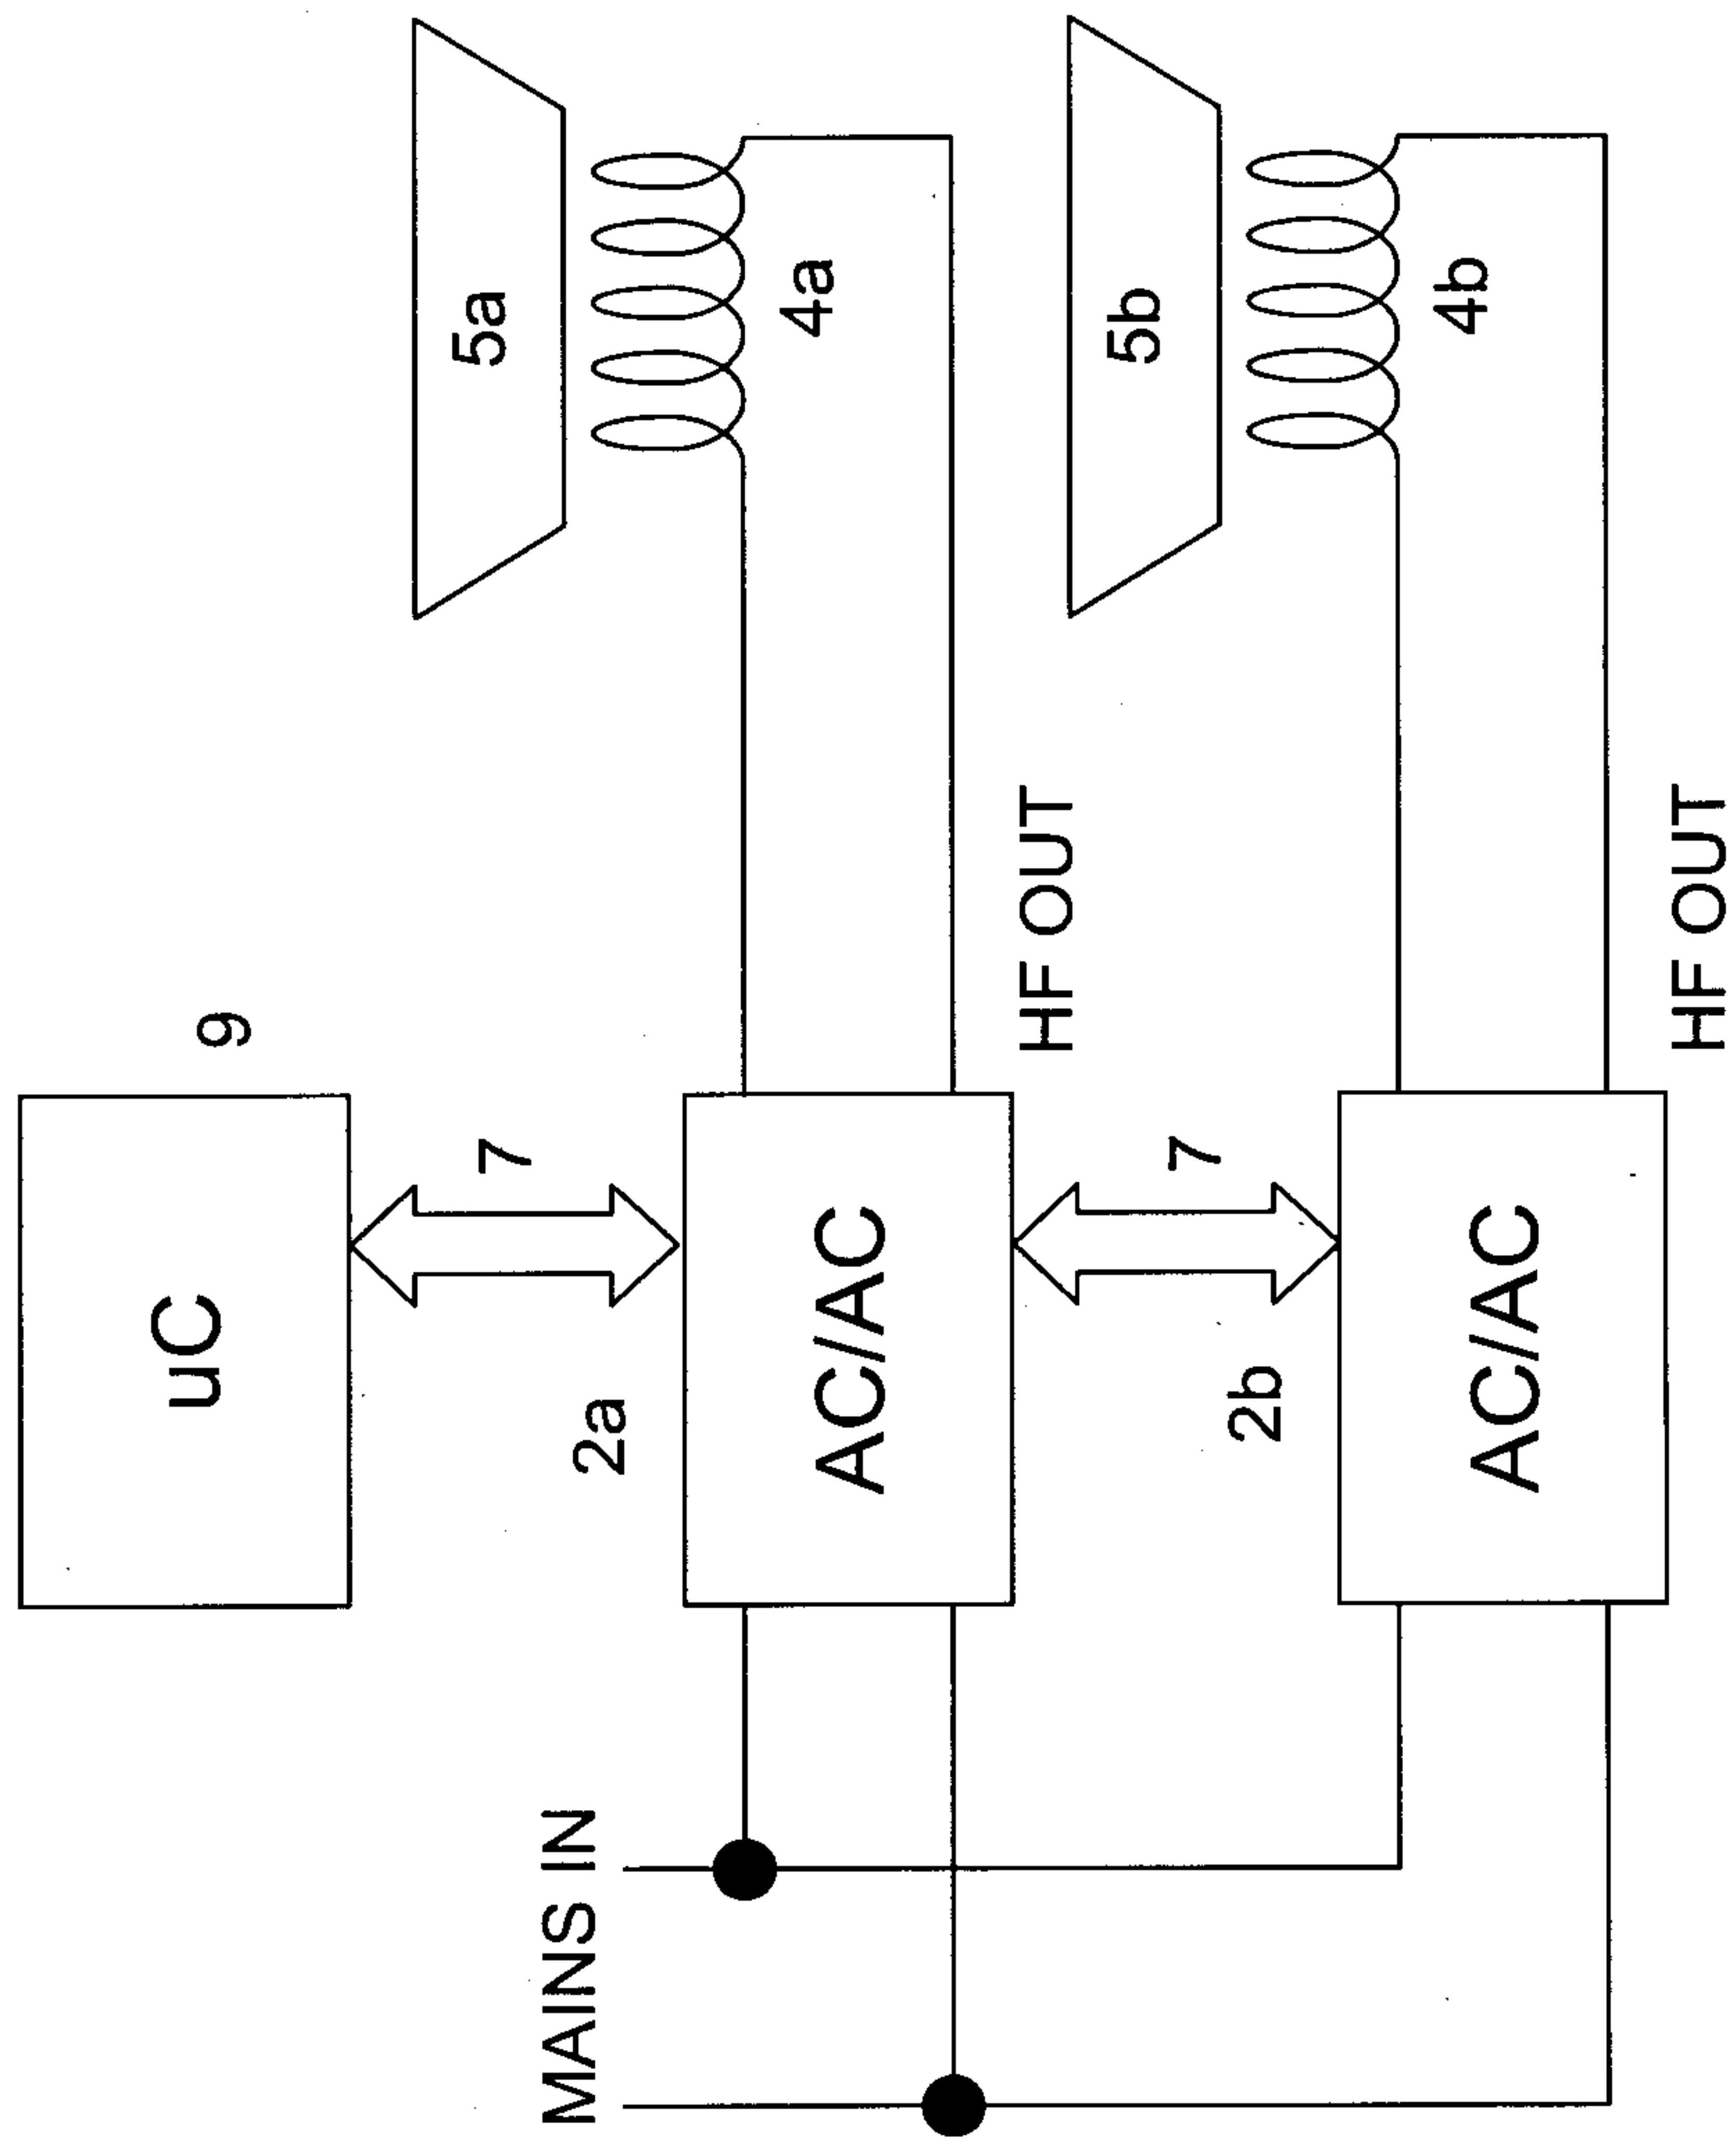 uC
9
7
5a
4a
2a
AC/AC
HF OUT
MAINS IN
7
5b
4b
2b
AC/AC
HF OUT